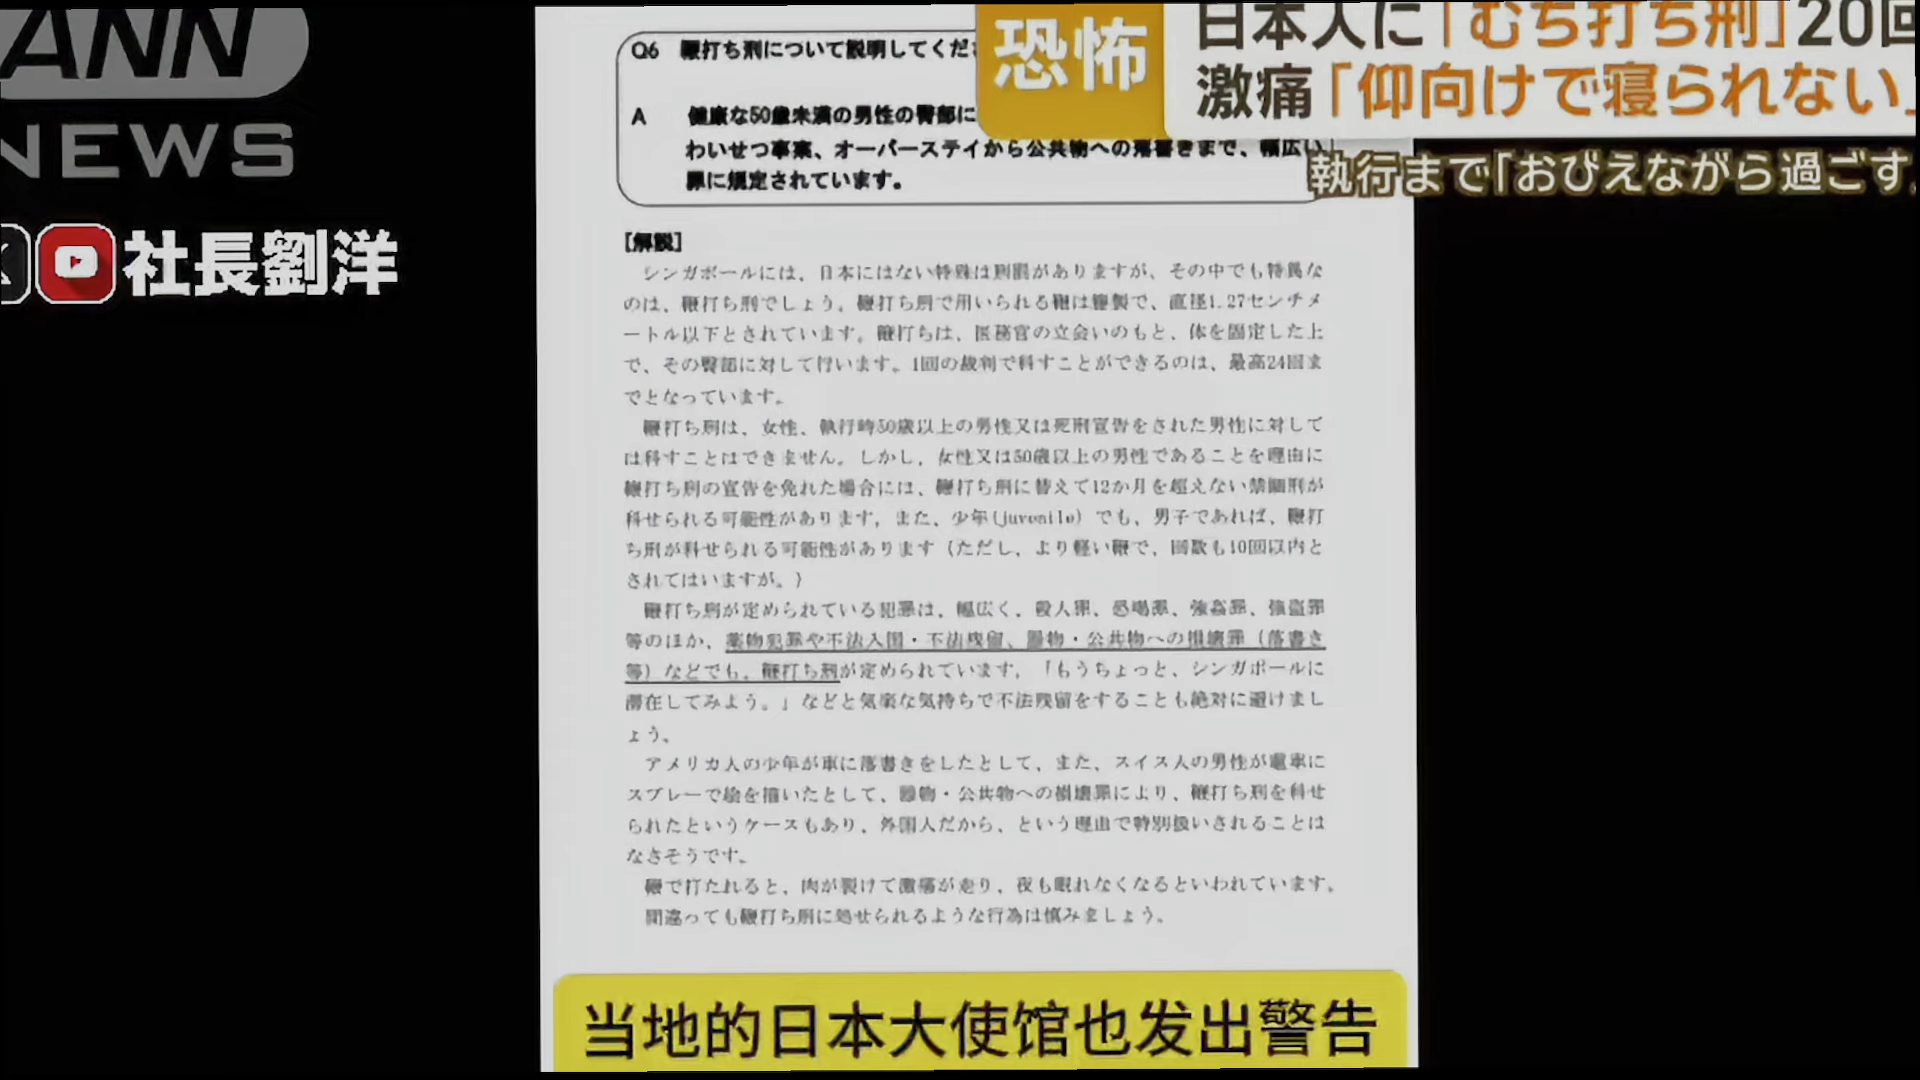 ANN
NEWS
社長劉洋
恐怖
日本人に「むち打ち刑」20回
激痛「仰向けで寝られない」
執行まで「おびえながら過ごす」
Q6 鞭打ち刑について説明してくださ
A 健康な50歳未満の男性の臀部に
わいせつ事案、オーバーステイから公共物への落書きまで、幅広い
罪に規定されています。
[解説]
シンガポールには、日本にはない特殊は刑罰がありますが、その中でも特異な
のは、鞭打ち刑でしょう。鞭打ち刑で用いられる鞭は籐製で、直径1.27センチメ
ートル以下とされています。鞭打ちは、医務官の立会いのもと、体を固定した上
で、その臀部に対して行います。1回の裁判で科すことができるのは、最高24回ま
でとなっています。
鞭打ち刑は、女性、執行時50歳以上の男性又は死刑宣告をされた男性に対して
は科すことはできません。しかし、女性又は50歳以上の男性であることを理由に
鞭打ち刑の宣告を免れた場合には、鞭打ち刑に替えて12か月を超えない禁錮刑が
科せられる可能性があります。また、少年(juvenile)でも、男子であれば、鞭打
ち刑が科せられる可能性があります（ただし、より軽い鞭で、回数も10回以内と
されてはいますが。）
鞭打ち刑が定められている犯罪は、幅広く、殺人罪、恐喝罪、強姦罪、強盗罪
等のほか、薬物犯罪や不法入国・不法残留、器物・公共物への損壊罪（落書き
等）などでも、鞭打ち刑が定められています。「もうちょっと、シンガポールに
滞在してみよう。」などと気楽な気持ちで不法残留をすることも絶対に避けまし
ょう。
アメリカ人の少年が車に落書きをしたとして、また、スイス人の男性が電車に
スプレーで絵を描いたとして、器物・公共物への損壊罪により、鞭打ち刑を科せ
られたというケースもあり、外国人だから、という理由で特別扱いされることは
なさそうです。
鞭で打たれると、肉が裂けて激痛が走り、夜も眠れなくなるといわれています。
間違っても鞭打ち刑に処せられるような行為は慎みましょう。
当地的日本大使馆也发出警告